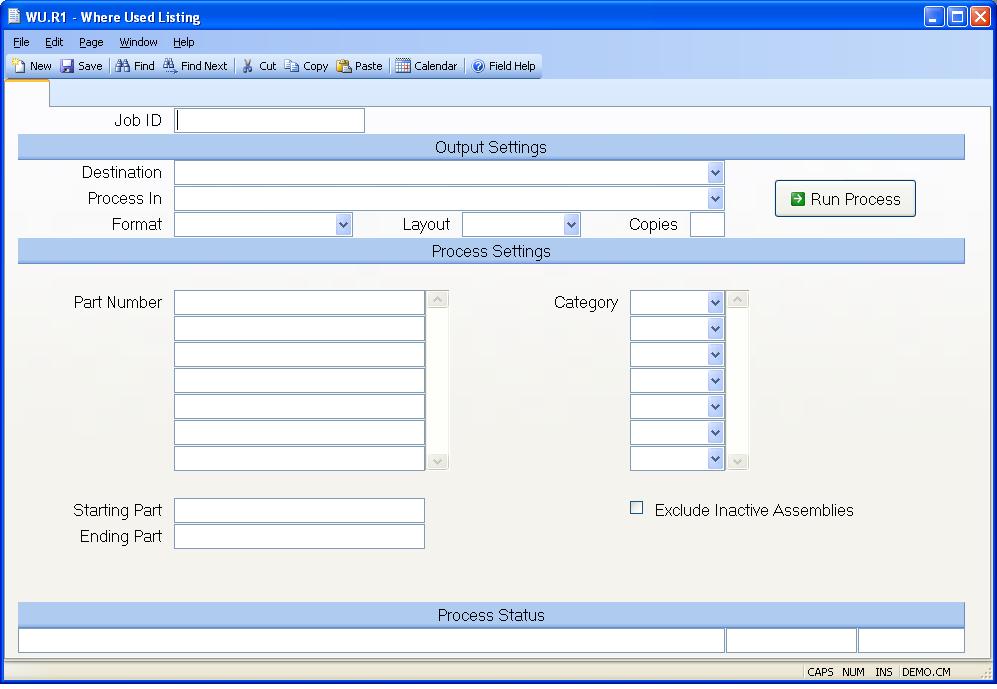 WU.R1 - Where Used Listing
File Edit Page Window Help
New Save Find Find Next Cut Copy Paste Calendar Field Help
Job ID
Output Settings
Destination
Process In
Run Process
Format Layout Copies
Process Settings
Part Number Category
Starting Part Exclude Inactive Assemblies
Ending Part
Process Status
CAPS NUM INS DEMO.CM